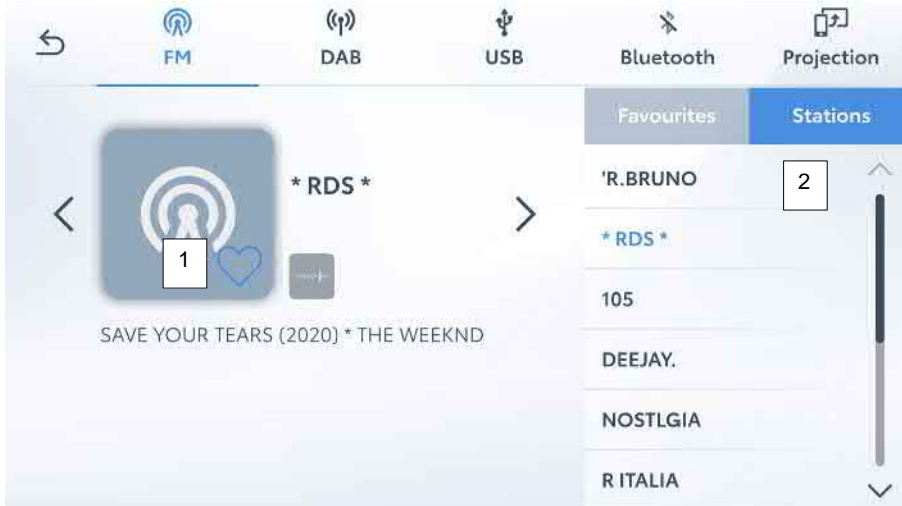 FM
DAB
USB
Bluetooth
Projection
Favourites
Stations
* RDS *
1
SAVE YOUR TEARS (2020) * THE WEEKND
2
'R.BRUNO
* RDS *
105
DEEJAY.
NOSTLGIA
R ITALIA